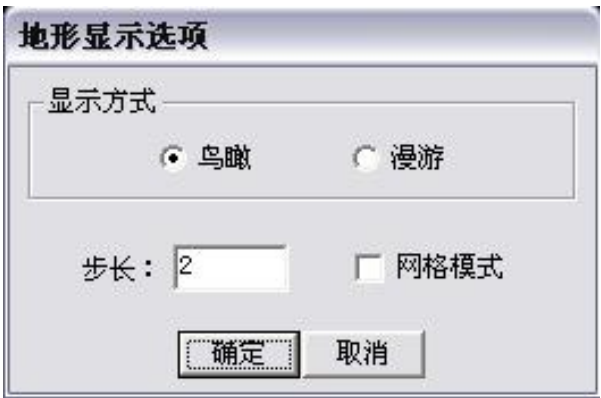 地形显示选项
显示方式
鸟瞰 漫游
步长： 2 网格模式
确定 取消